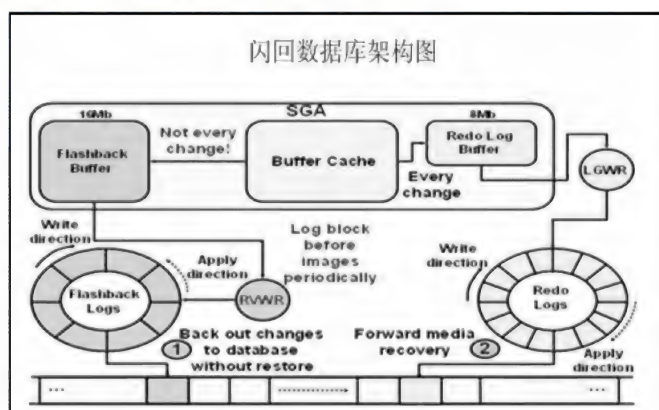 闪回数据库架构图
SGA
16Mb
8Mb
Flashback
Buffer
Not every
change!
Buffer Cache
Redo Log
Buffer
Every
change
LGWR
Write
direction
Log block
before
images
periodically
Apply
direction
Write
direction
Flashback
Logs
RVWR
Redo
Logs
1
Back out changes
to database
without restore
Forward media
recovery
2
Apply
direction
...
...